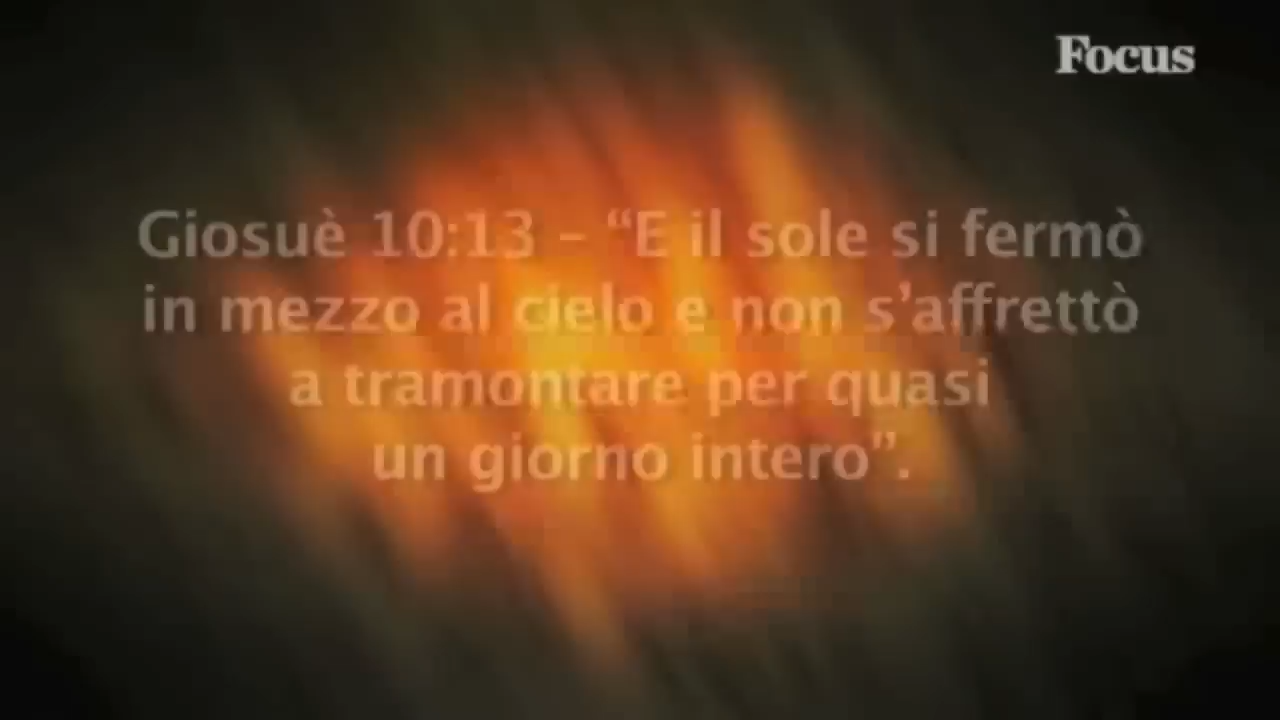 Focus
Giosuè 10:13 – “E il sole si fermò
in mezzo al cielo e non s’affrettò
a tramontare per quasi
un giorno intero”.